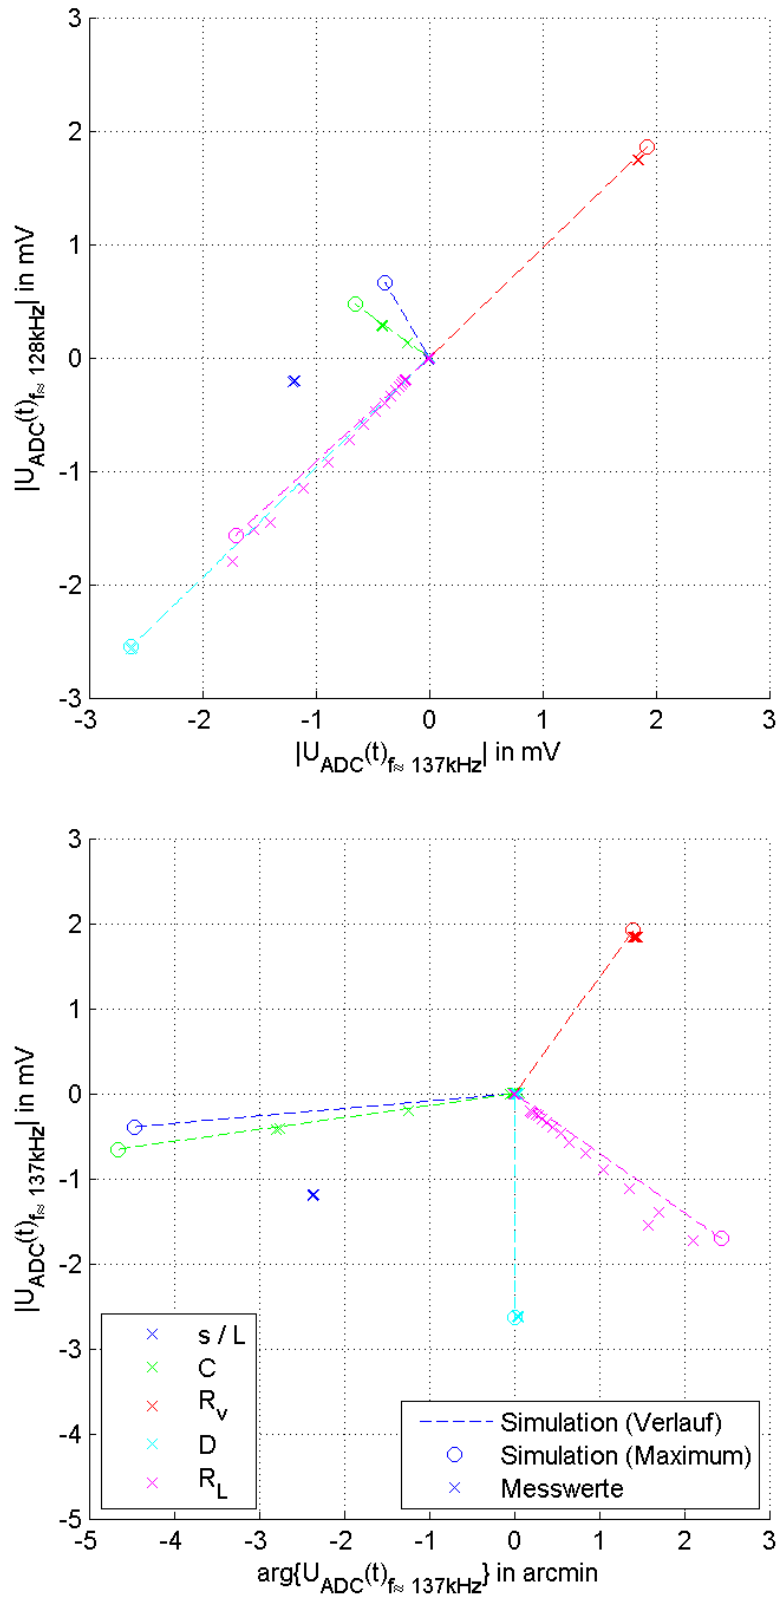 3
2
1
0
-1
-2
-3
-3 -2 -1 0 1 2 3
|U_ADC(t)_f≈ 128kHz| in mV
|U_ADC(t)_f≈ 137kHz| in mV
3
2
1
0
-1
-2
-3
-4
-5
-5 -4 -3 -2 -1 0 1 2 3
|U_ADC(t)_f≈ 137kHz| in mV
arg{U_ADC(t)_f≈ 137kHz} in arcmin
s / L
C
R_v
D
R_L
Simulation (Verlauf)
Simulation (Maximum)
Messwerte